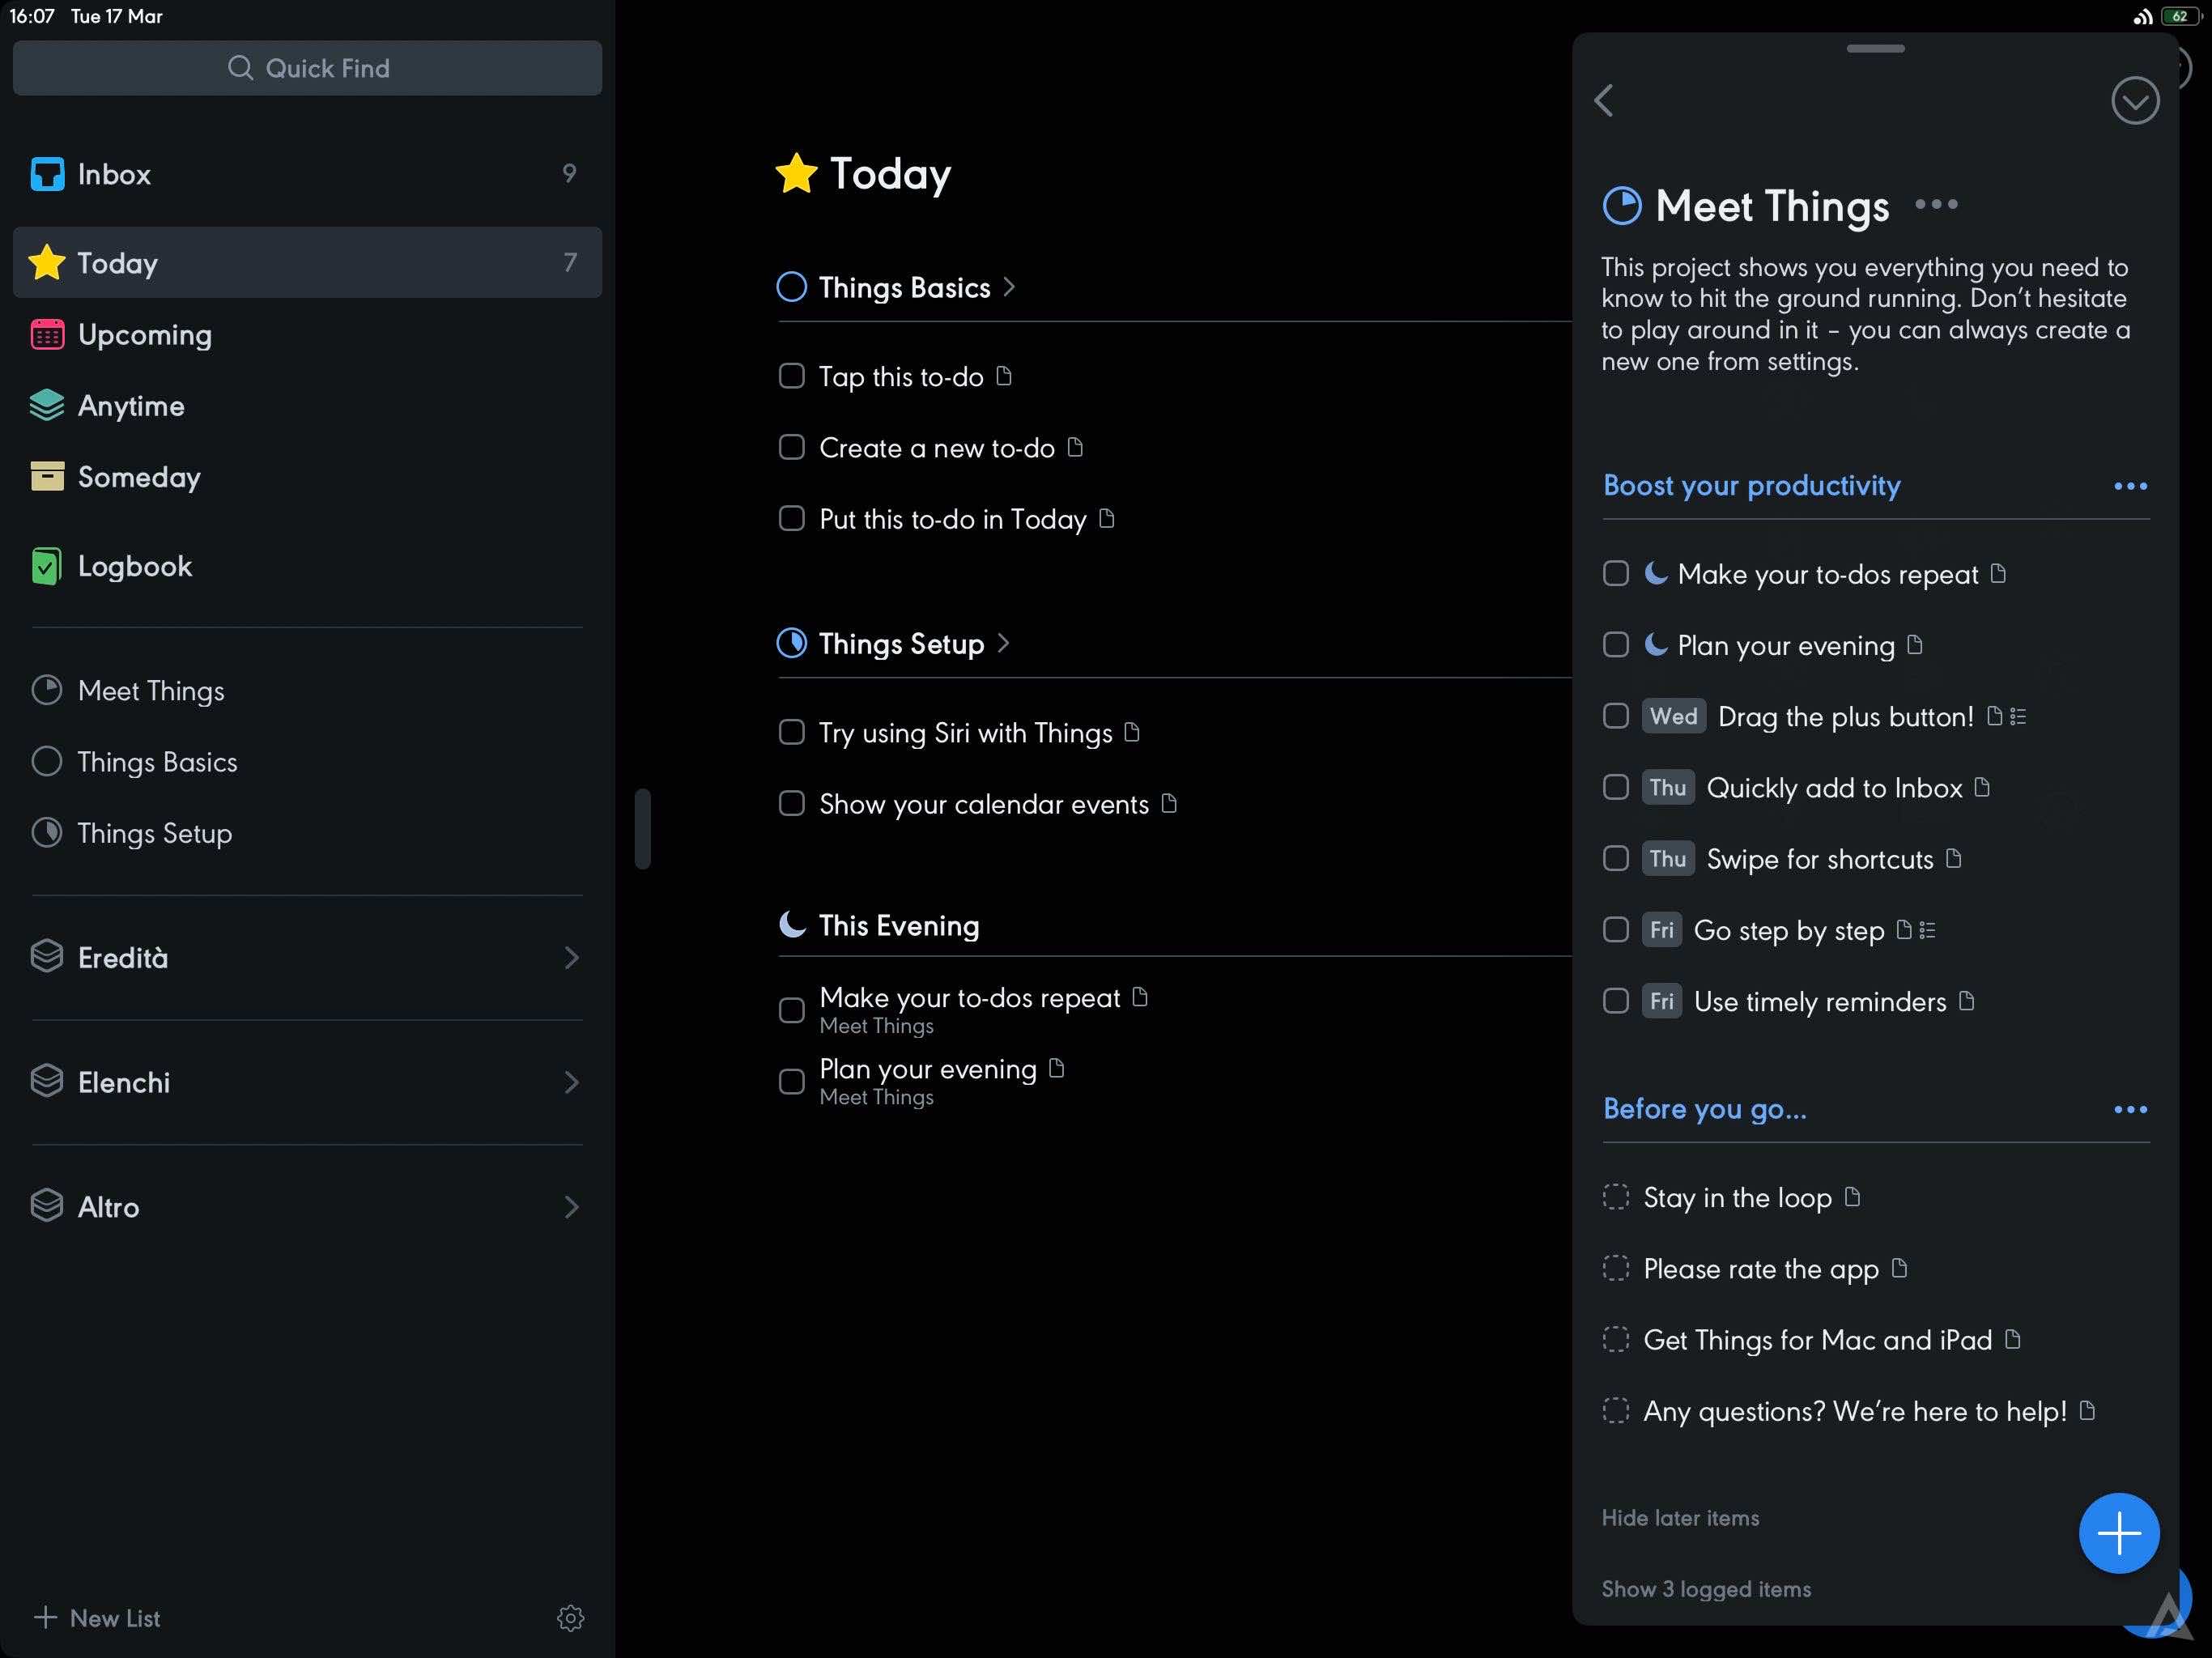 16:07 Tue 17 Mar
62
Quick Find
Inbox 9
Today 7
Upcoming
Anytime
Someday
Logbook
Meet Things
Things Basics
Things Setup
Eredità
Elenchi
Altro
New List
Today
Things Basics
Tap this to-do
Create a new to-do
Put this to-do in Today
Things Setup
Try using Siri with Things
Show your calendar events
This Evening
Make your to-dos repeat
Meet Things
Plan your evening
Meet Things
Meet Things
This project shows you everything you need to
know to hit the ground running. Don’t hesitate
to play around in it – you can always create a
new one from settings.
Boost your productivity
Make your to-dos repeat
Plan your evening
Wed Drag the plus button!
Thu Quickly add to Inbox
Thu Swipe for shortcuts
Fri Go step by step
Fri Use timely reminders
Before you go...
Stay in the loop
Please rate the app
Get Things for Mac and iPad
Any questions? We’re here to help!
Hide later items
Show 3 logged items